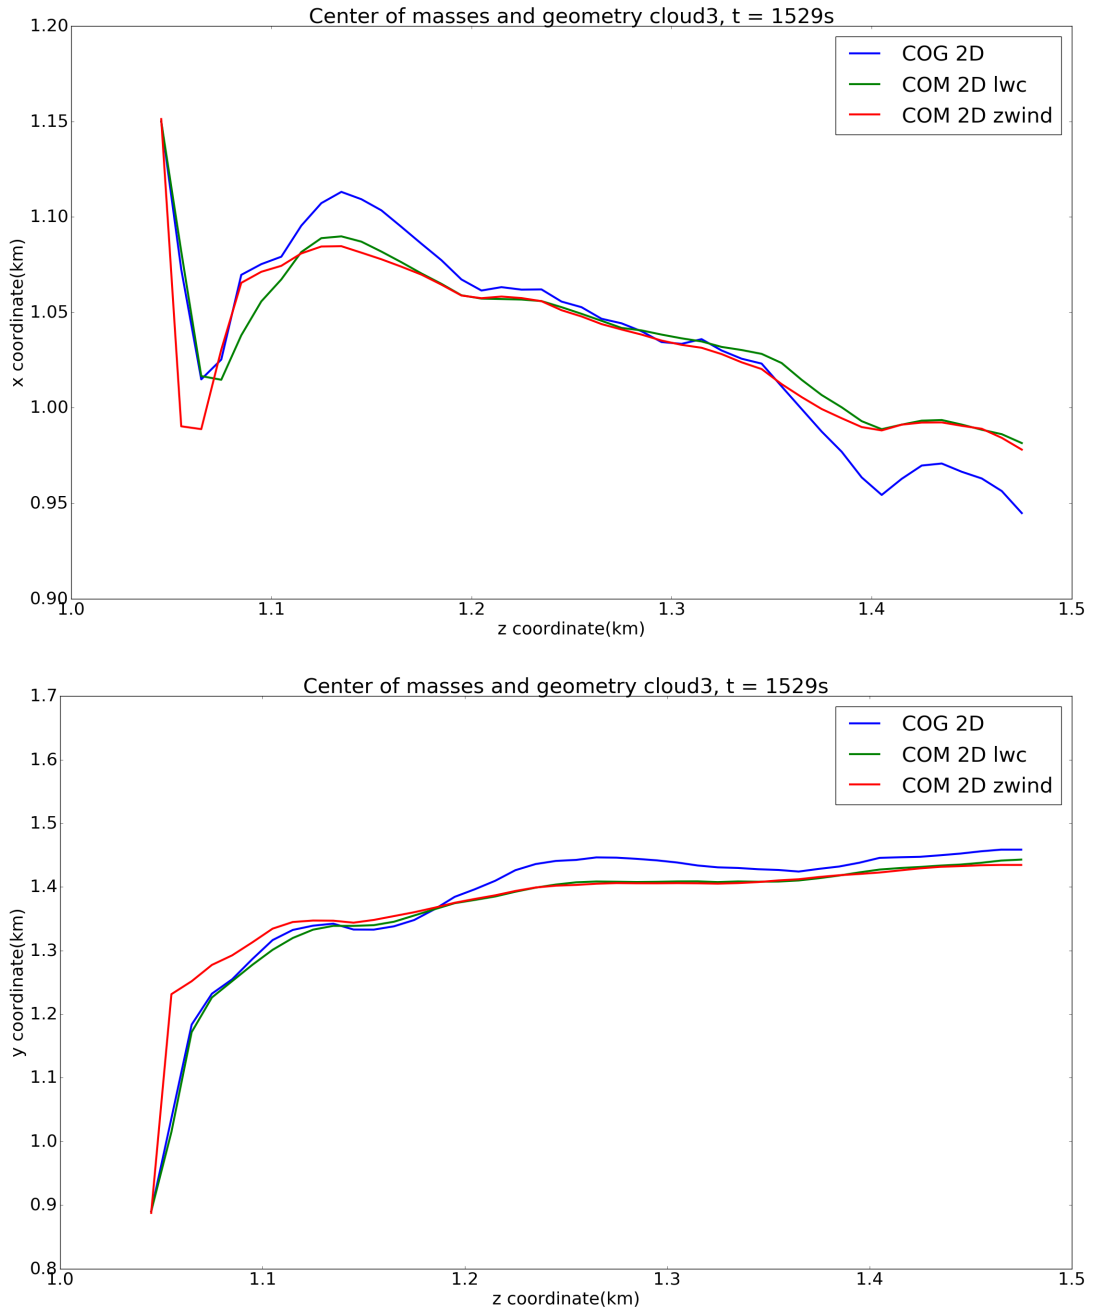 Center of masses and geometry cloud3, t = 1529s
1.20
1.15
1.10
1.05
1.00
0.95
0.90
x coordinate(km)
COG 2D
COM 2D lwc
COM 2D zwind
1.0 1.1 1.2 1.3 1.4 1.5
z coordinate(km)
Center of masses and geometry cloud3, t = 1529s
1.7
1.6
1.5
1.4
1.3
1.2
1.1
1.0
0.9
0.8
y coordinate(km)
COG 2D
COM 2D lwc
COM 2D zwind
1.0 1.1 1.2 1.3 1.4 1.5
z coordinate(km)